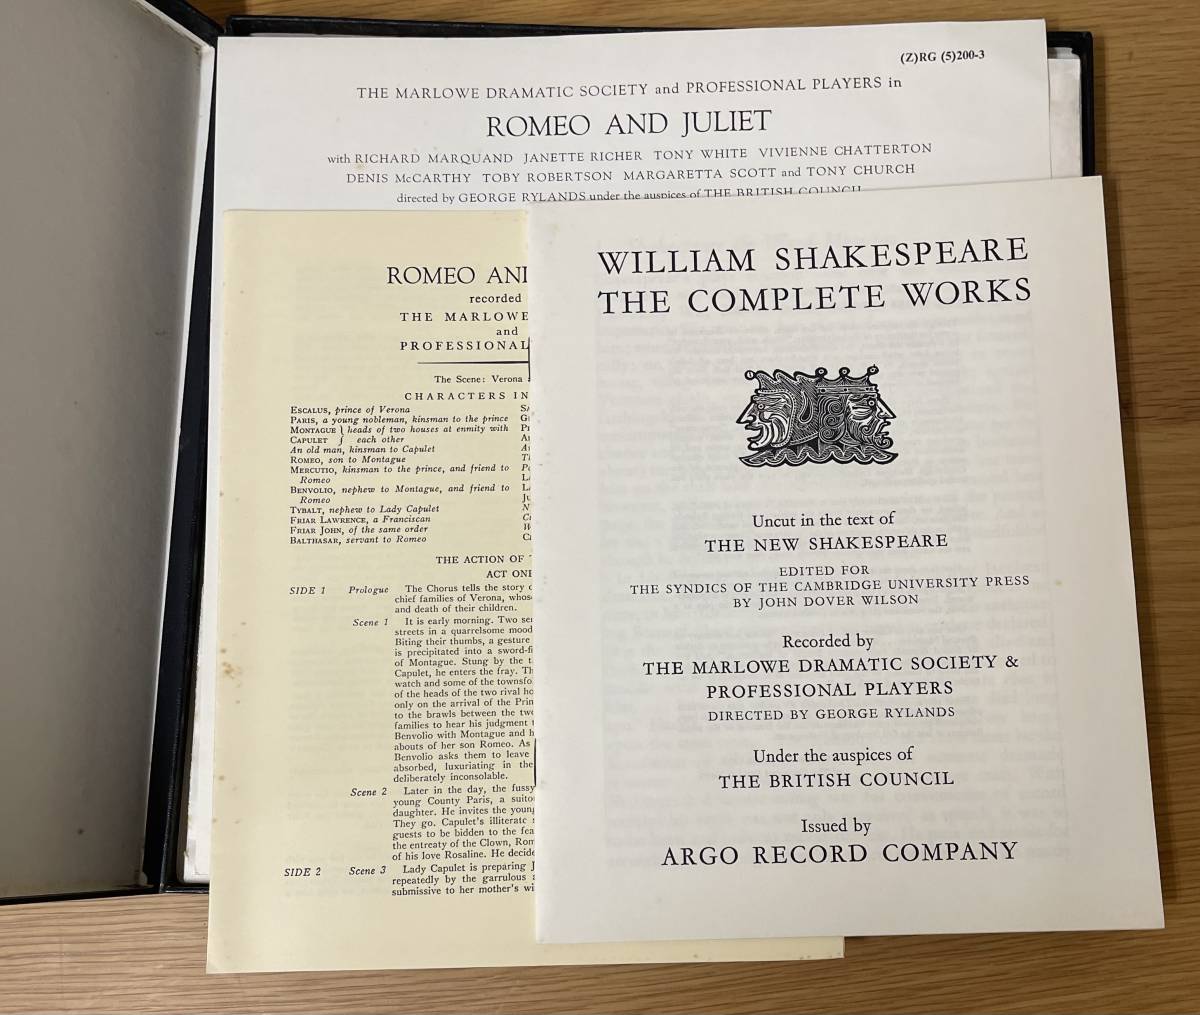 (Z)RG (5)200-3
THE MARLOWE DRAMATIC SOCIETY and PROFESSIONAL PLAYERS in
ROMEO AND JULIET
with RICHARD MARQUAND JANETTE RICHER TONY WHITE VIVIENNE CHATTERTON
DENIS McCARTHY TOBY ROBERTSON MARGARETTA SCOTT and TONY CHURCH
directed by GEORGE RYLANDS under the auspices of THE BRITISH COUNCIL
ROMEO AND
recorded
THE MARLOWE
and
PROFESSIONAL
The Scene: Verona
CHARACTERS IN
ESCALUS, prince of Verona
PARIS, a young nobleman, kinsman to the prince
MONTAGUE } heads of two houses at enmity with
CAPULET } each other
An old man, kinsman to Capulet
ROMEO, son to Montague
MERCUTIO, kinsman to the prince, and friend to
Romeo
BENVOLIO, nephew to Montague, and friend to
Romeo
TYBALT, nephew to Lady Capulet
FRIAR LAWRENCE, a Franciscan
FRIAR JOHN, of the same order
BALTHASAR, servant to Romeo
THE ACTION OF
ACT ONE
SIDE 1 Prologue The Chorus tells the story
chief families of Verona, whose
and death of their children.
Scene 1 It is early morning. Two
streets in a quarrelsome mood
Biting their thumbs, a gesture
is precipitated into a
of Montague. Stung by the
Capulet, he enters the fray.
watch and some of the
of the heads of the two rival
only on the arrival of the
to the brawls between the
families to hear his judgment
Benvolio with Montague and
abouts of her son Romeo. As
Benvolio asks them to leave
absorbed, luxuriating in the
deliberately inconsolable.
Scene 2 Later in the day, the fussy
young County Paris, a
daughter. He invites the
They go. Capulet's illiterate
guests to be bidden to the
the entreaty of the Clown,
of his love Rosaline. He
SIDE 2 Scene 3 Lady Capulet is preparing
repeatedly by the garrulous
submissive to her mother's
WILLIAM SHAKESPEARE
THE COMPLETE WORKS
Uncut in the text of
THE NEW SHAKESPEARE
EDITED FOR
THE SYNDICS OF THE CAMBRIDGE UNIVERSITY PRESS
BY JOHN DOVER WILSON
Recorded by
THE MARLOWE DRAMATIC SOCIETY &
PROFESSIONAL PLAYERS
DIRECTED BY GEORGE RYLANDS
Under the auspices of
THE BRITISH COUNCIL
Issued by
ARGO RECORD COMPANY